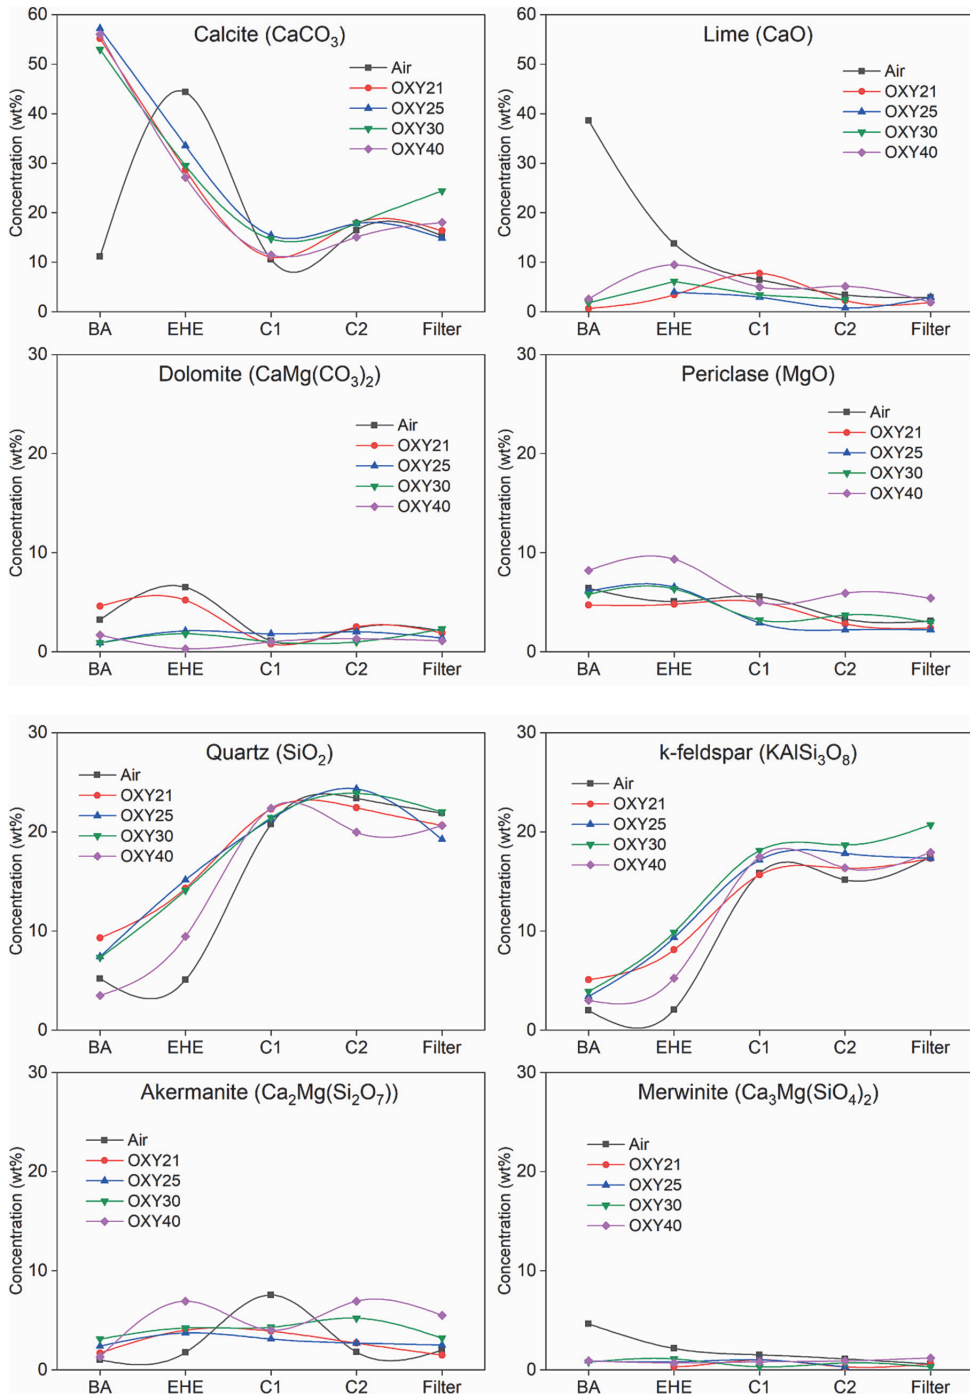 Calcite (CaCO3)
Concentration (wt%)
60
50
40
30
20
10
0
Air
OXY21
OXY25
OXY30
OXY40
BA EHE C1 C2 Filter
Lime (CaO)
Concentration (wt%)
60
50
40
30
20
10
0
Air
OXY21
OXY25
OXY30
OXY40
BA EHE C1 C2 Filter
Dolomite (CaMg(CO3)2)
Concentration (wt%)
30
20
10
0
Air
OXY21
OXY25
OXY30
OXY40
BA EHE C1 C2 Filter
Periclase (MgO)
Concentration (wt%)
30
20
10
0
Air
OXY21
OXY25
OXY30
OXY40
BA EHE C1 C2 Filter
Quartz (SiO2)
Concentration (wt%)
30
20
10
0
Air
OXY21
OXY25
OXY30
OXY40
BA EHE C1 C2 Filter
k-feldspar (KAlSi3O8)
Concentration (wt%)
30
20
10
0
Air
OXY21
OXY25
OXY30
OXY40
BA EHE C1 C2 Filter
Akermanite (Ca2Mg(Si2O7))
Concentration (wt%)
30
20
10
0
Air
OXY21
OXY25
OXY30
OXY40
BA EHE C1 C2 Filter
Merwinite (Ca3Mg(SiO4)2)
Concentration (wt%)
30
20
10
0
Air
OXY21
OXY25
OXY30
OXY40
BA EHE C1 C2 Filter